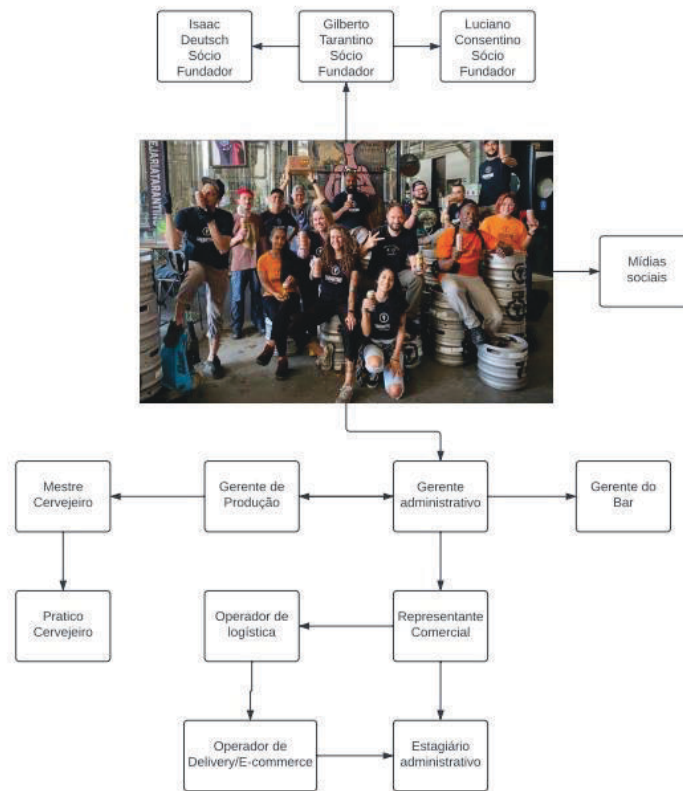 Isaac
Deutsch
Sócio
Fundador
Gilberto
Tarantino
Sócio
Fundador
Luciano
Consentino
Sócio
Fundador
EJARIATARANTIN
Mídias
sociais
Mestre
Cervejeiro
Gerente de
Produção
Gerente
administrativo
Gerente do
Bar
Pratico
Cervejeiro
Operador de
logística
Representante
Comercial
Operador de
Delivery/E-commerce
Estagiário
administrativo